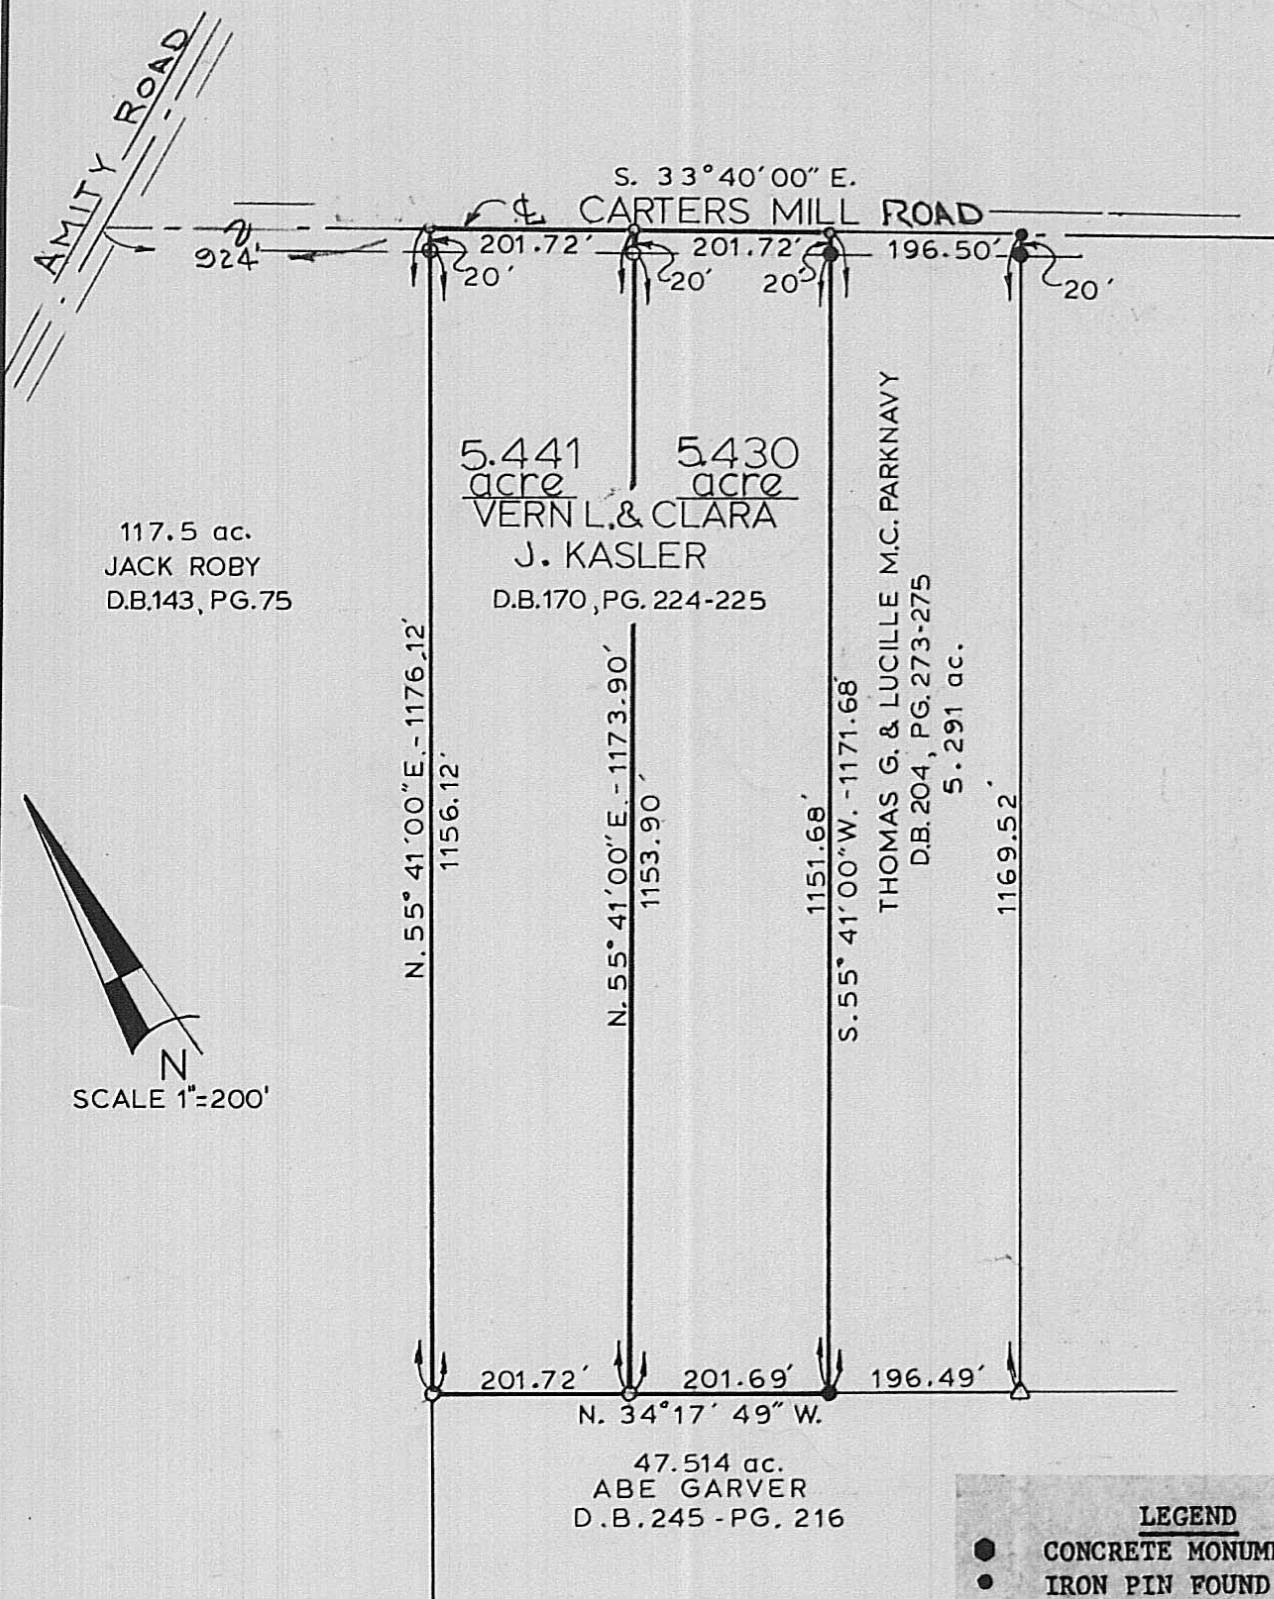 AMITY ROAD
S. 33°40'00" E.
℄ CARTERS MILL ROAD
924'
201.72'
201.72'
196.50'
20'
20'
20'
20'
5.441
acre
5.430
acre
VERN L. & CLARA
J. KASLER
D.B.170, PG. 224-225
117.5 ac.
JACK ROBY
D.B.143, PG.75
N. 55° 41'00" E. - 1176.12'
1156.12'
N. 55° 41'00" E. - 1173.90'
1153.90'
1151.68'
S. 55° 41'00" W. - 1171.68'
THOMAS G. & LUCILLE M.C. PARKNAVY
D.B. 204, PG. 273-275
5.291 ac.
1169.52'
N
SCALE 1"=200'
201.72'
201.69'
196.49'
N. 34°17' 49" W.
47.514 ac.
ABE GARVER
D.B. 245 - PG. 216
LEGEND
CONCRETE MONUM
IRON PIN FOUND